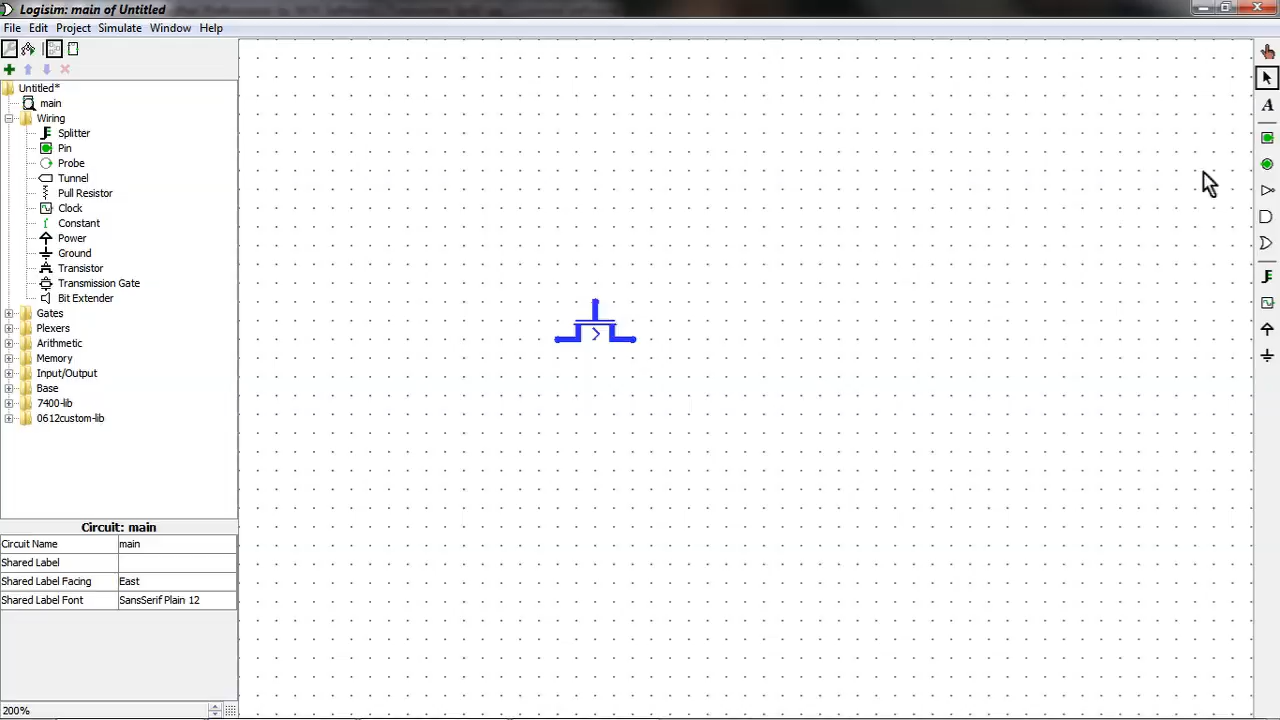 Logisim: main of Untitled
File Edit Project Simulate Window Help
Untitled*
main
Wiring
Splitter
Pin
Probe
Tunnel
Pull Resistor
Clock
Constant
Power
Ground
Transistor
Transmission Gate
Bit Extender
Gates
Plexers
Arithmetic
Memory
Input/Output
Base
7400-lib
0612custom-lib
Circuit: main
Circuit Name main
Shared Label
Shared Label Facing East
Shared Label Font SansSerif Plain 12
200%
A